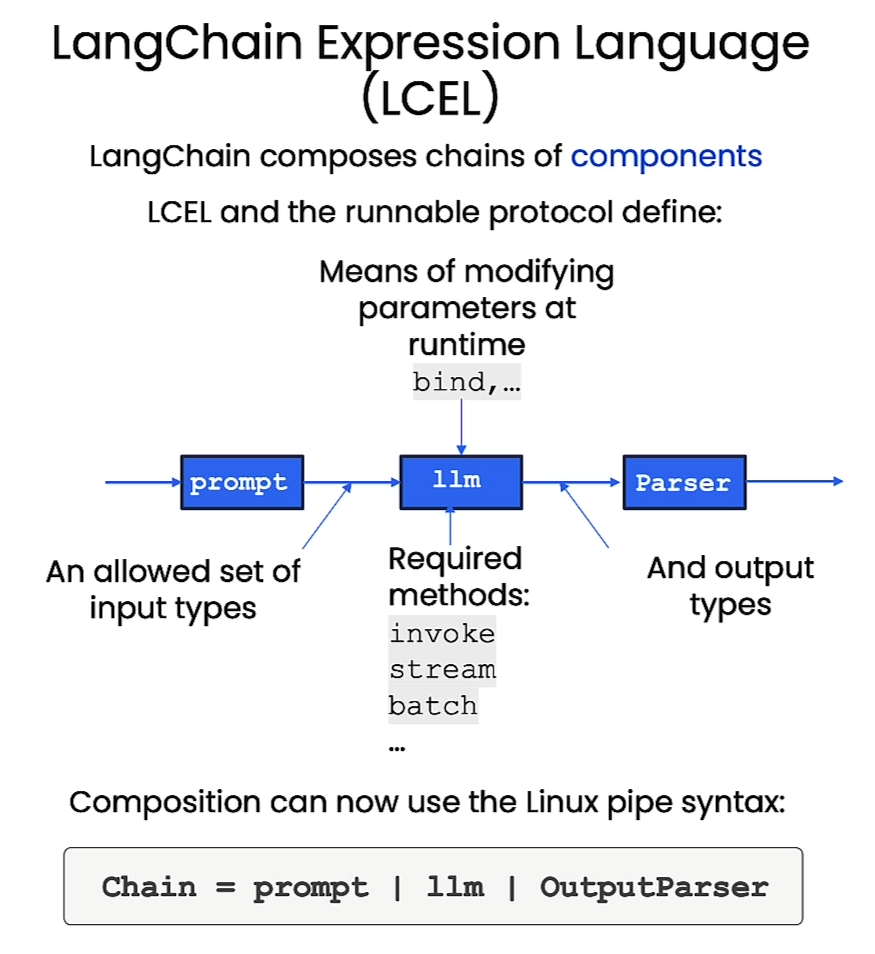 LangChain Expression Language
(LCEL)
LangChain composes chains of components
LCEL and the runnable protocol define:
Means of modifying
parameters at
runtime
bind,…
prompt
llm
Parser
An allowed set of
input types
Required
methods:
invoke
stream
batch
…
And output
types
Composition can now use the Linux pipe syntax:
Chain = prompt | llm | OutputParser